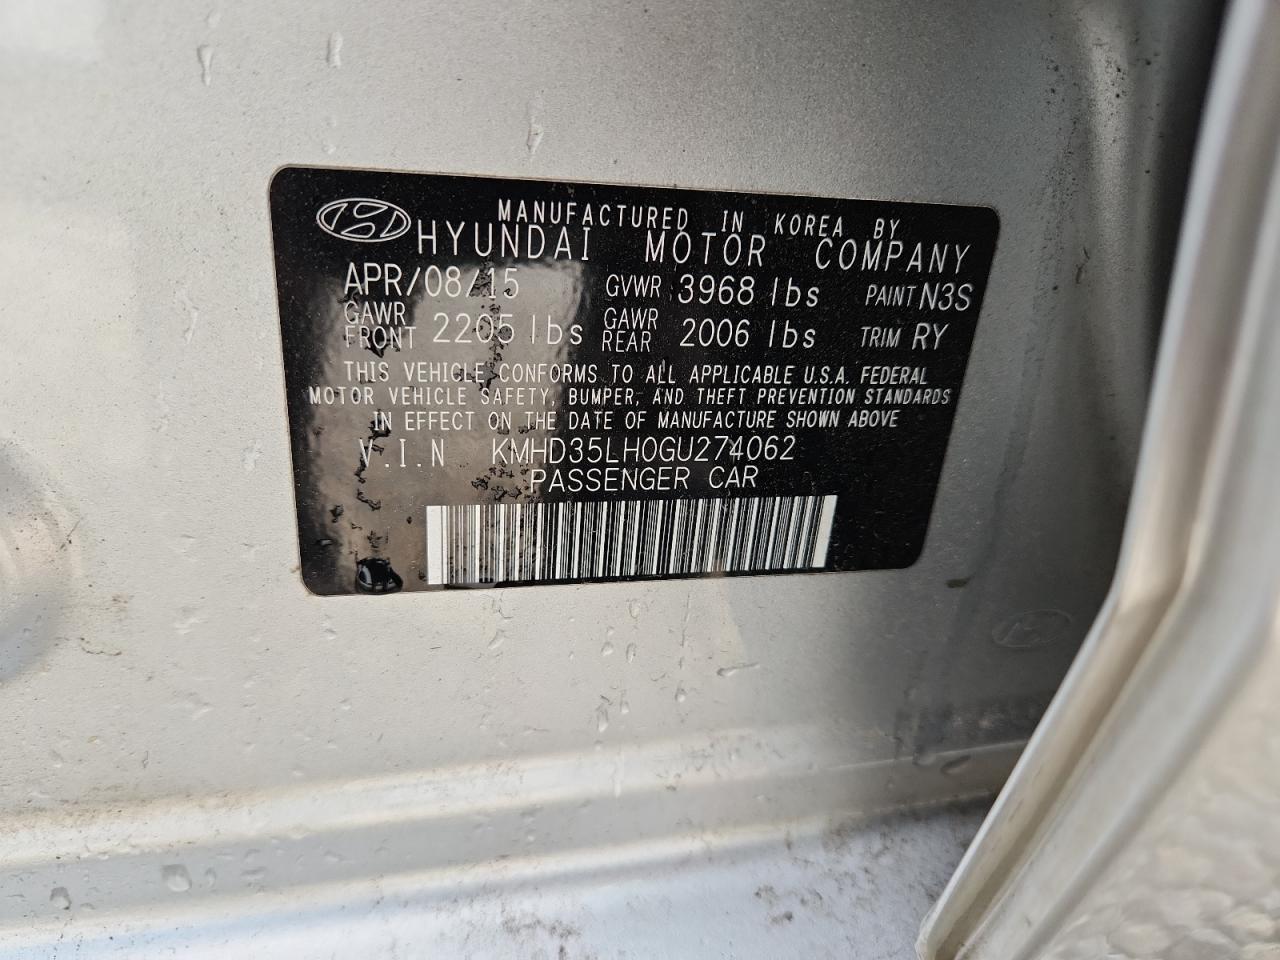 MANUFACTURED IN KOREA BY
HYUNDAI MOTOR COMPANY
APR/08/15 GVWR 3968 lbs PAINT N3S
GAWR FRONT 2205 lbs GAWR REAR 2006 lbs TRIM RY
THIS VEHICLE CONFORMS TO ALL APPLICABLE U.S.A. FEDERAL
MOTOR VEHICLE SAFETY, BUMPER, AND THEFT PREVENTION STANDARDS
IN EFFECT ON THE DATE OF MANUFACTURE SHOWN ABOVE
V.I.N KMHD35LH0GU274062
PASSENGER CAR